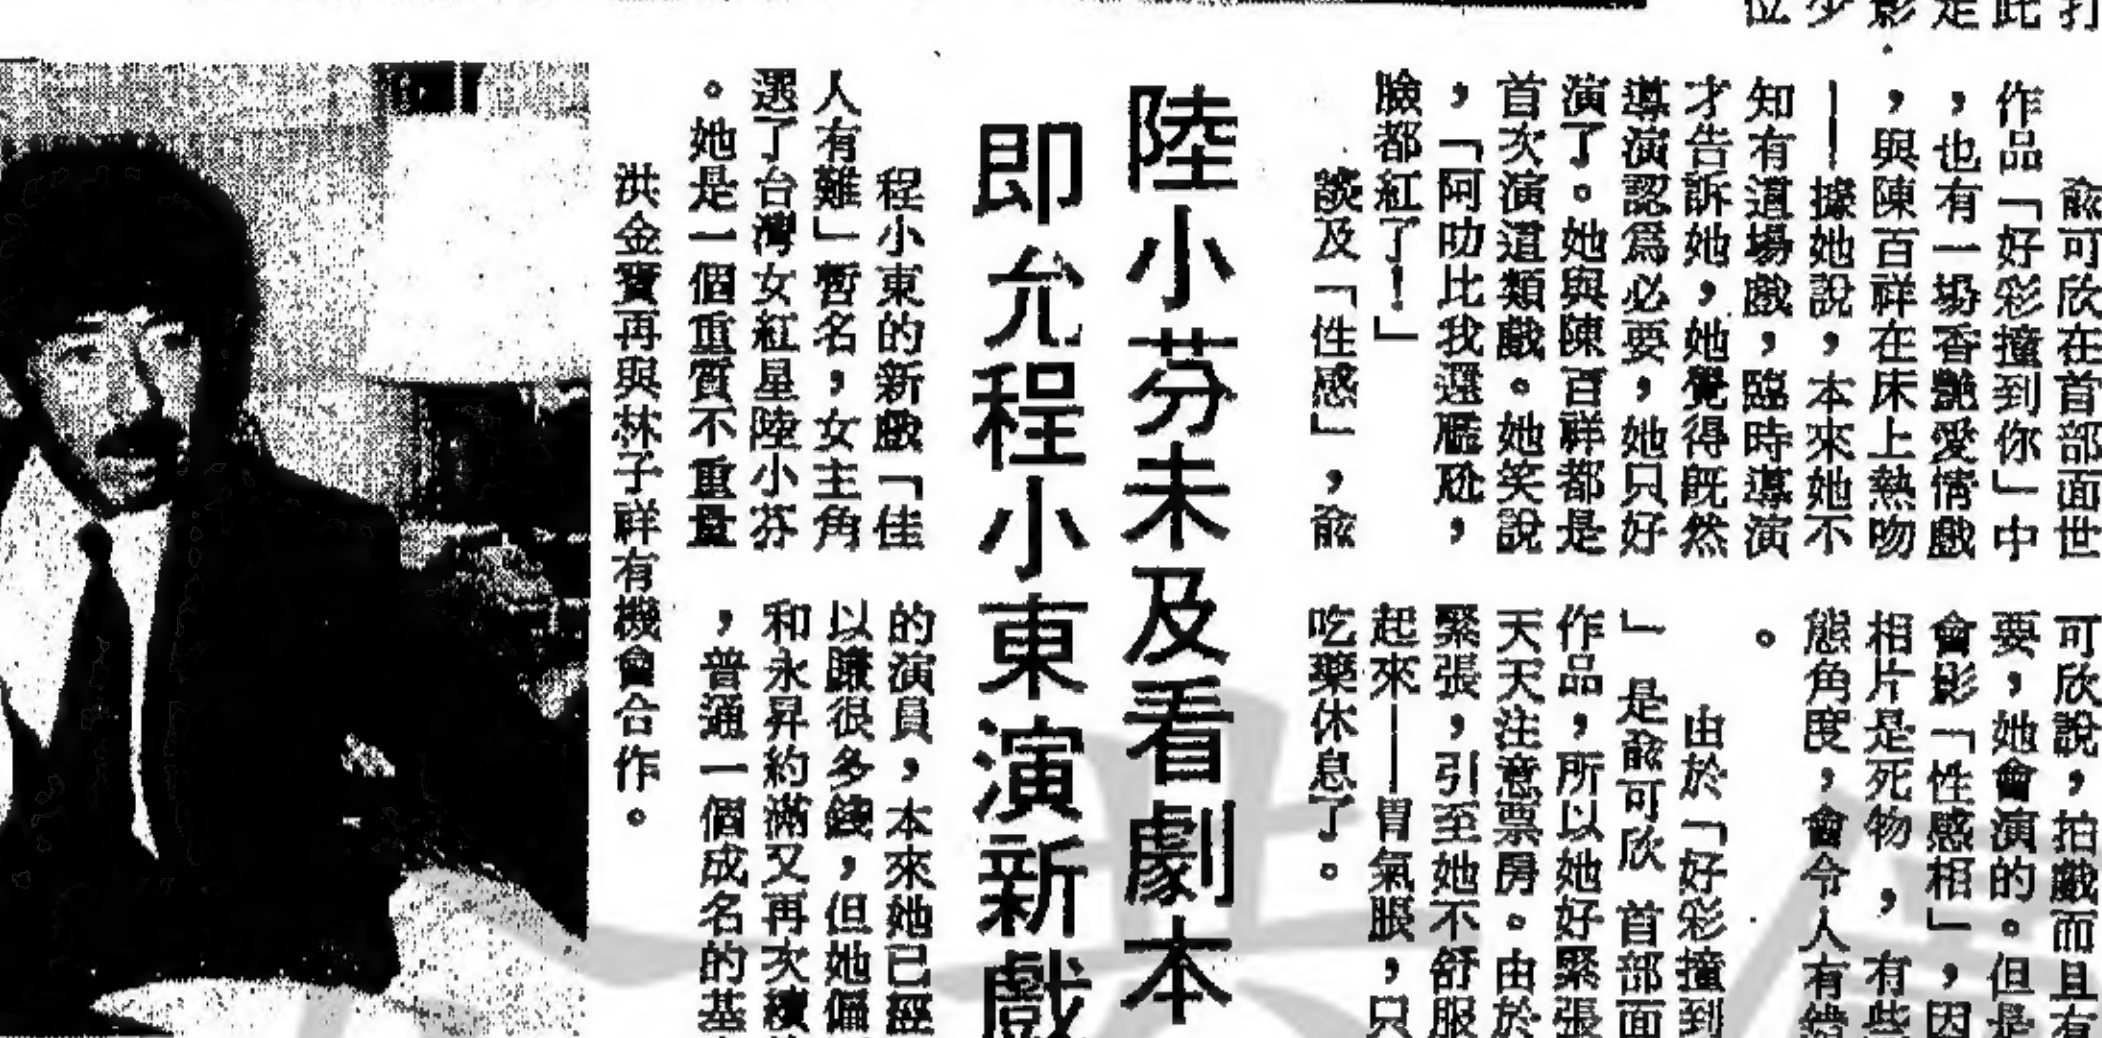 打
此
是
影
少
位
俞可欣在首部面世
作品「好彩撞到你」中
，也有一場香艷愛情戲
，與陳百祥在床上熱吻
——據她說，本來她不
知有這場戲，臨時導演
才告訴她，她覺得既然
導演認爲必要，她只好
演了。她與陳百祥都是
首次演這類戲。她笑說
，「阿叻比我還尷尬，
臉都紅了！」
談及「性感」，俞
可欣說，拍戲而且有
要，她會演的。但是
會影「性感相」，因
相片是死物，有些
態角度，會令人有錯
。
由於「好彩撞到
」是俞可欣首部面
作品，所以她好緊張
天天注意票房。由於
緊張，引至她不舒服
起來——胃氣脹，只
吃藥休息了。
陸小芬未及看劇本
即允程小東演新戲
程小東的新戲「佳
人有難」暫名，女主角
選了台灣女紅星陸小芬
。她是一個重質不重量
的演員，本來她已經
以賺很多錢，但她偏
和永昇約滿又再次續
，普通一個成名的基
洪金寶再與林子祥有機會合作。